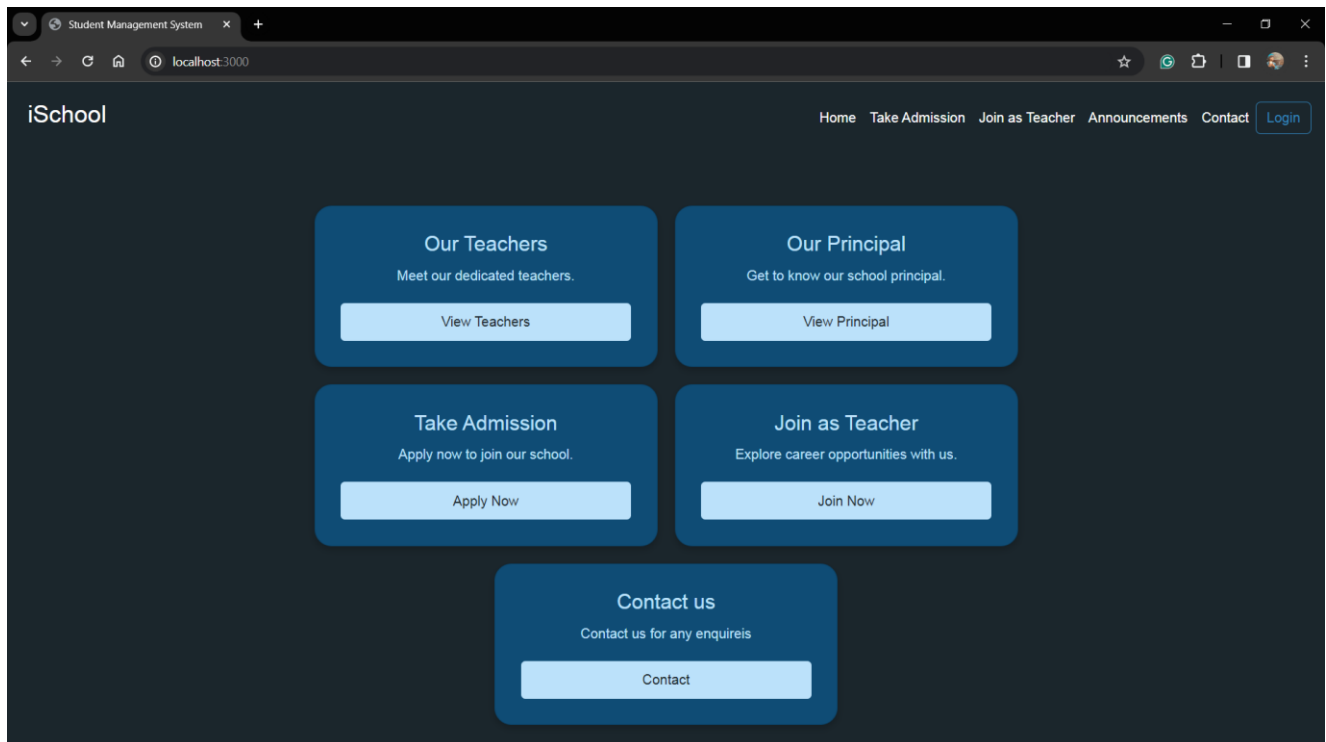 Student Management System
localhost:3000
iSchool
Home Take Admission Join as Teacher Announcements Contact Login
Our Teachers
Meet our dedicated teachers.
View Teachers
Our Principal
Get to know our school principal.
View Principal
Take Admission
Apply now to join our school.
Apply Now
Join as Teacher
Explore career opportunities with us.
Join Now
Contact us
Contact us for any enquireis
Contact